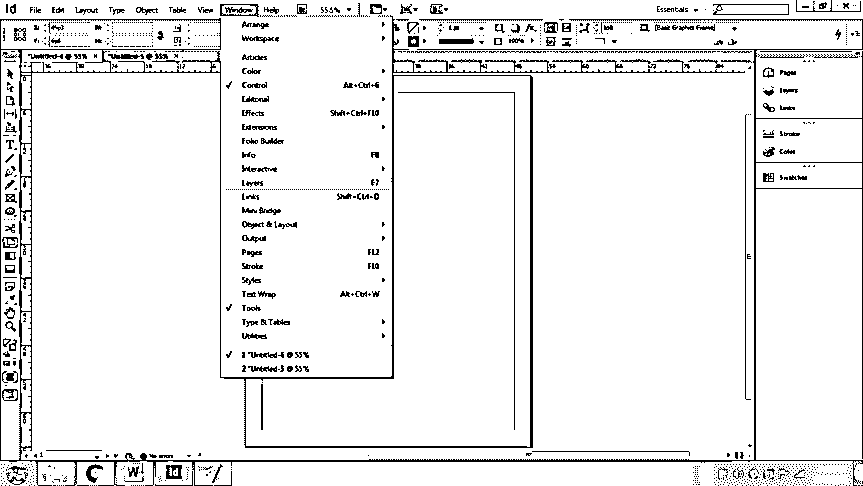 Id File Edit Layout Type Object Table View Window Help Br 55.6% Essentials
[Basic Graphics Frame]
100%
*Untitled-4 @ 55% × *Untitled-5 @ 55% ×
Arrange
Workspace
Articles
Color
✓ Control Alt+Ctrl+6
Editorial
Effects Shift+Ctrl+F10
Extensions
Folio Builder
Info F8
Interactive
Layers F7
Links Shift+Ctrl+D
Mini Bridge
Object & Layout
Output
Pages F12
Stroke F10
Styles
Text Wrap Alt+Ctrl+W
✓ Tools
Type & Tables
Utilities
✓ 1 *Untitled-4 @ 55%
2 *Untitled-5 @ 55%
Pages
Layers
Links
Stroke
Color
Swatches
No errors
W Id